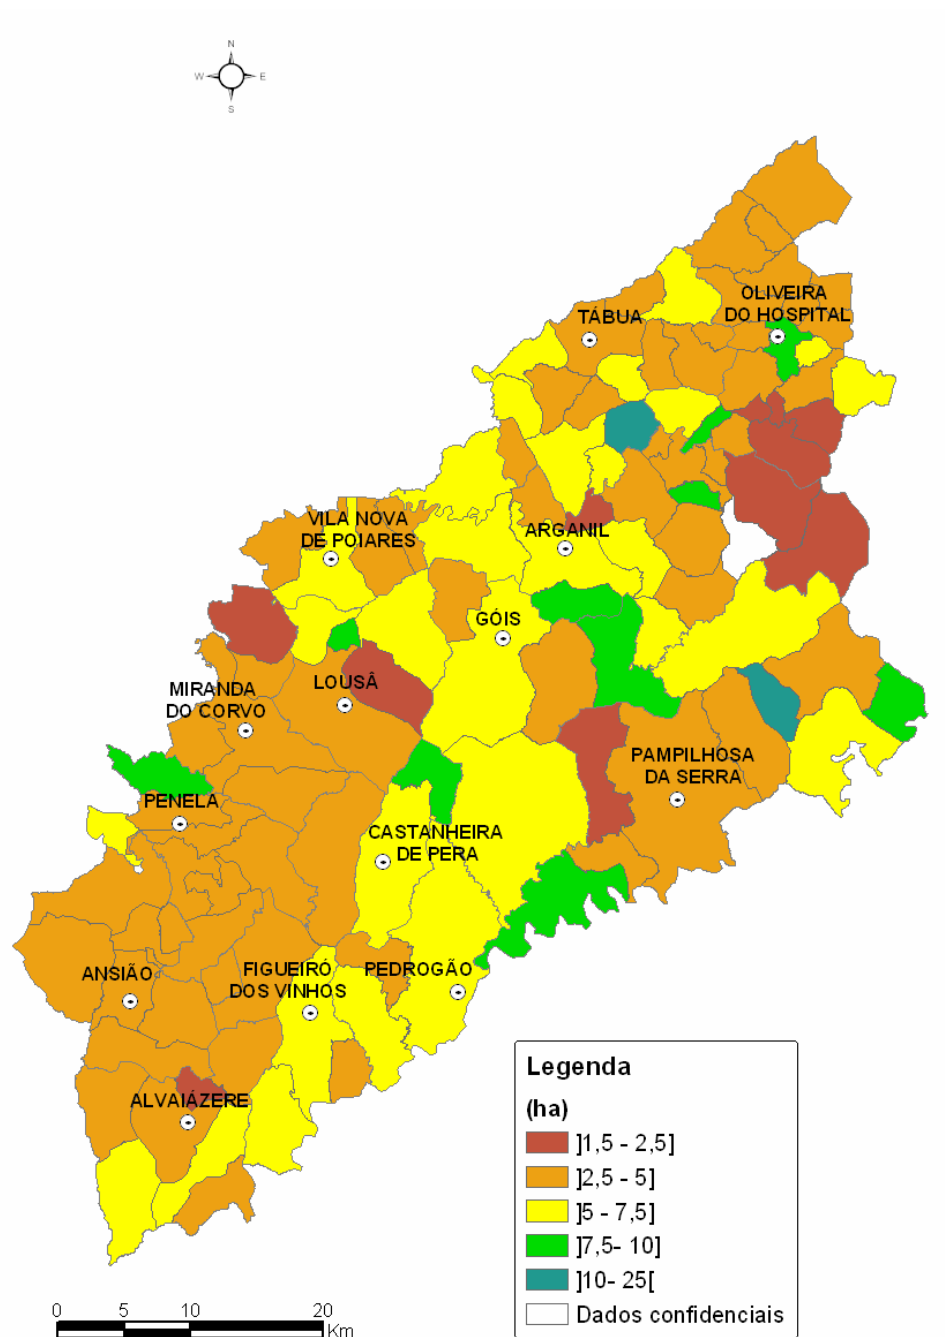 N
W E
S
OLIVEIRA
DO HOSPITAL
TÁBUA
VILA NOVA
DE POIARES
ARGANIL
GÓIS
LOUSÂ
MIRANDA
DO CORVO
PAMPILHOSA
DA SERRA
PENELA
CASTANHEIRA
DE PERA
ANSIÃO
FIGUEIRÓ
DOS VINHOS
PEDROGÃO
ALVAIÁZERE
Legenda
(ha)
]1,5 - 2,5]
]2,5 - 5]
]5 - 7,5]
]7,5- 10]
]10- 25[
Dados confidenciais
0 5 10 20
Km